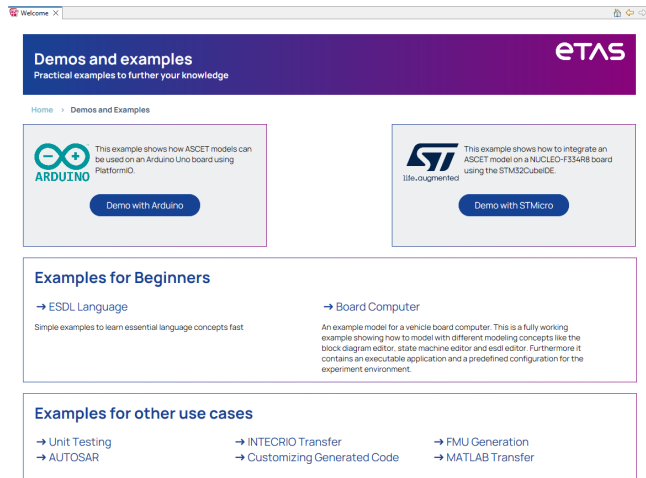 Welcome
Demos and examples
Practical examples to further your knowledge
eTAS
Home > Demos and Examples
ARDUINO
This example shows how ASCET models can
be used on an Arduino Uno board using
PlatformIO.
Demo with Arduino
ST
life.augmented
This example shows how to integrate an
ASCET model on a NUCLEO-F334R8 board
using the STM32CubeIDE.
Demo with STMicro
Examples for Beginners
→ ESDL Language
Simple examples to learn essential language concepts fast
→ Board Computer
An example model for a vehicle board computer. This is a fully working
example showing how to model with different modeling concepts like the
block diagram editor, state machine editor and esdl editor. Furthermore it
contains an executable application and a predefined configuration for the
experiment environment.
Examples for other use cases
→ Unit Testing
→ AUTOSAR
→ INTECRIO Transfer
→ Customizing Generated Code
→ FMU Generation
→ MATLAB Transfer